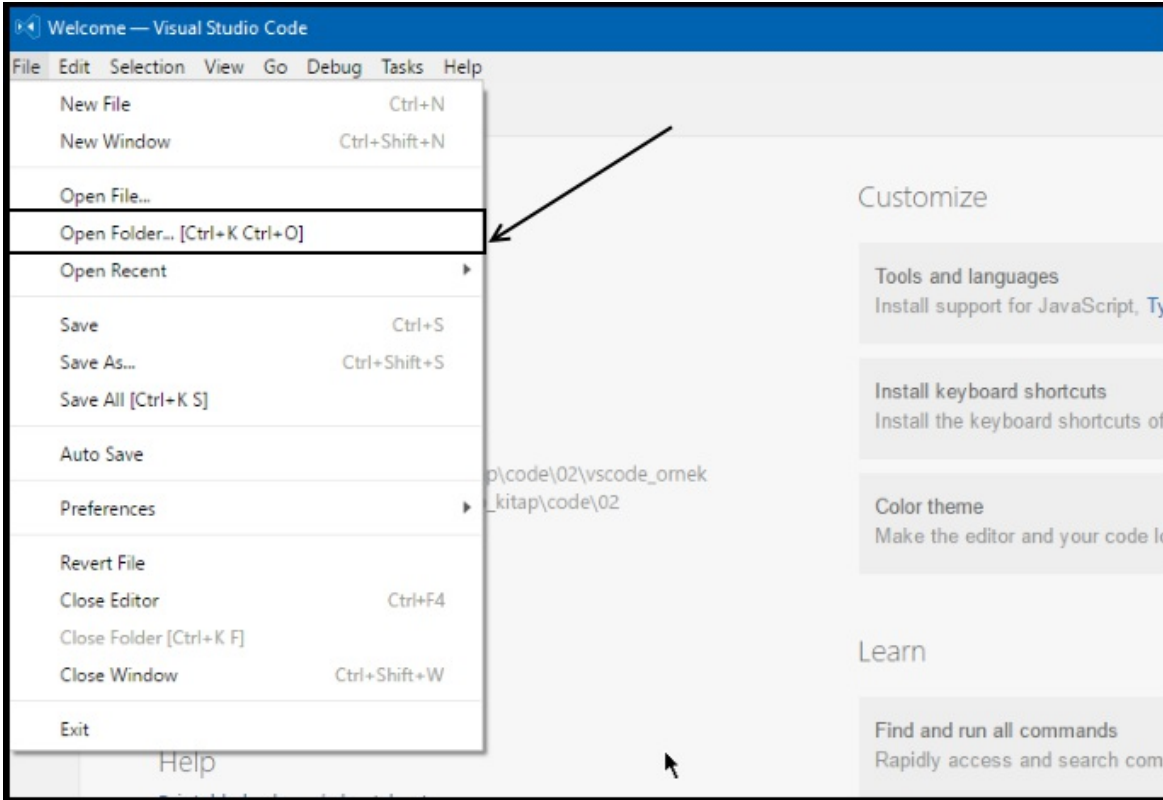 Welcome — Visual Studio Code
File Edit Selection View Go Debug Tasks Help
New File Ctrl+N
New Window Ctrl+Shift+N
Open File...
Open Folder... [Ctrl+K Ctrl+O]
Open Recent
Save Ctrl+S
Save As... Ctrl+Shift+S
Save All [Ctrl+K S]
Auto Save
Preferences
Revert File
Close Editor Ctrl+F4
Close Folder [Ctrl+K F]
Close Window Ctrl+Shift+W
Exit
p\code\02\vscode_ornek
_kitap\code\02
Help
Customize
Tools and languages
Install support for JavaScript, Ty
Install keyboard shortcuts
Install the keyboard shortcuts of
Color theme
Make the editor and your code lo
Learn
Find and run all commands
Rapidly access and search com